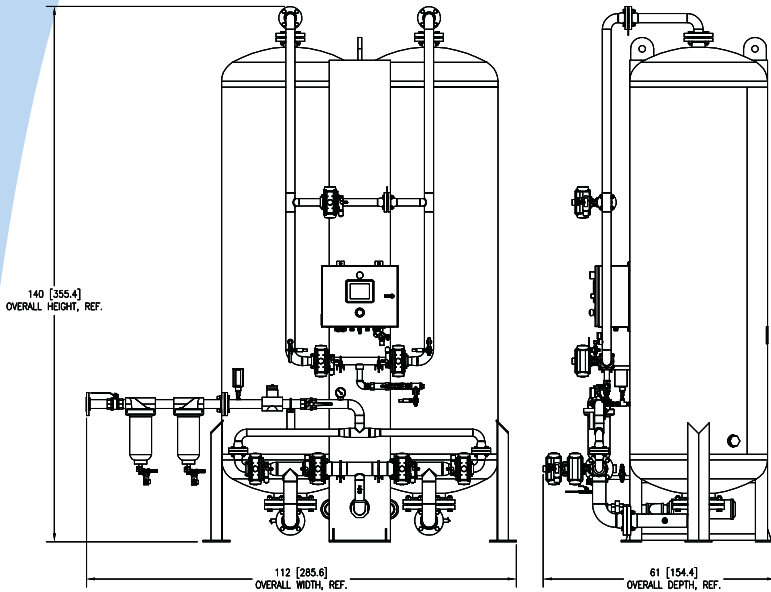 140 [355.4]
OVERALL HEIGHT, REF.
112 [285.6]
OVERALL WIDTH, REF.
61 [154.4]
OVERALL DEPTH, REF.